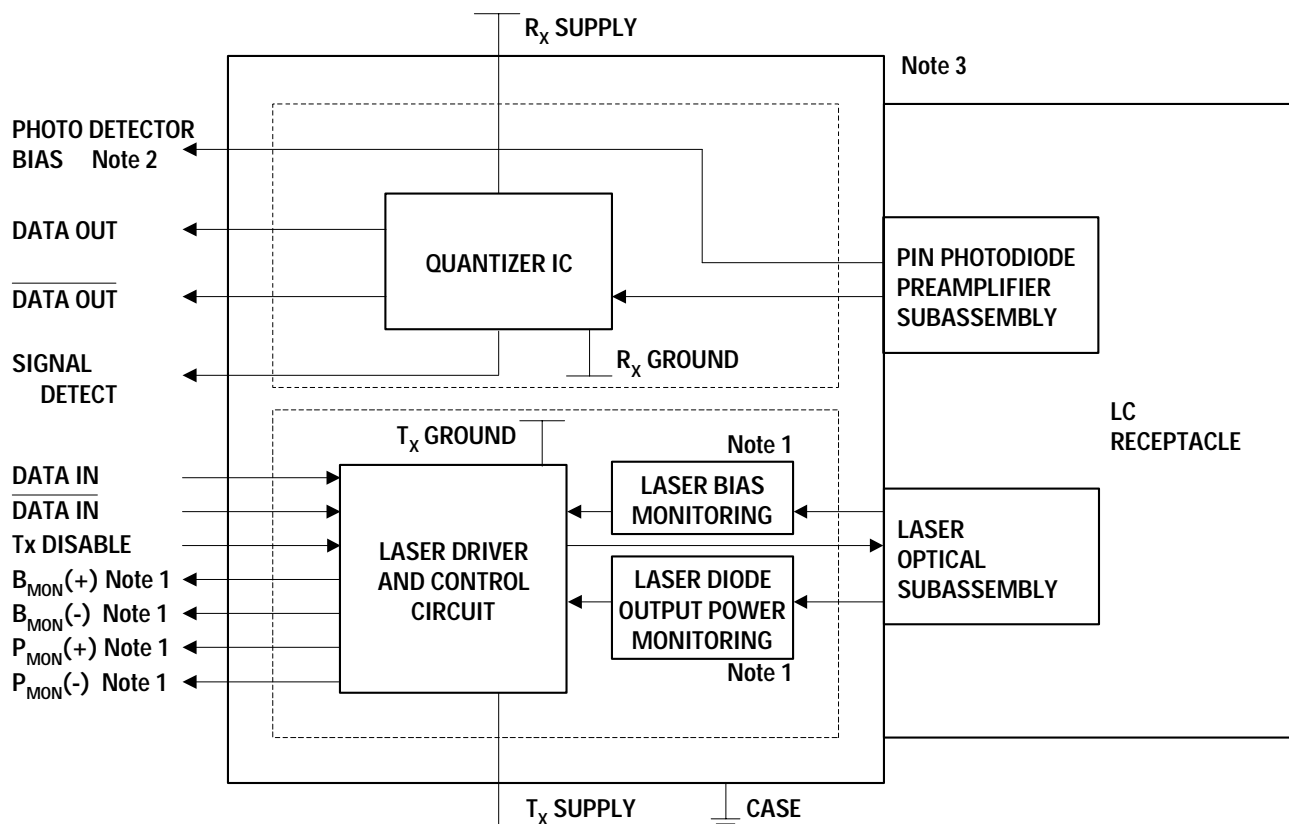 R_X SUPPLY
Note 3
PHOTO DETECTOR
BIAS Note 2
DATA OUT
QUANTIZER IC
PIN PHOTODIODE
PREAMPLIFIER
SUBASSEMBLY
DATA OUT
SIGNAL
DETECT
R_X GROUND
LC
RECEPTACLE
T_X GROUND
Note 1
DATA IN
DATA IN
Tx DISABLE
B_MON(+) Note 1
B_MON(-) Note 1
P_MON(+) Note 1
P_MON(-) Note 1
LASER DRIVER
AND CONTROL
CIRCUIT
LASER BIAS
MONITORING
LASER DIODE
OUTPUT POWER
MONITORING
Note 1
LASER
OPTICAL
SUBASSEMBLY
T_X SUPPLY
CASE